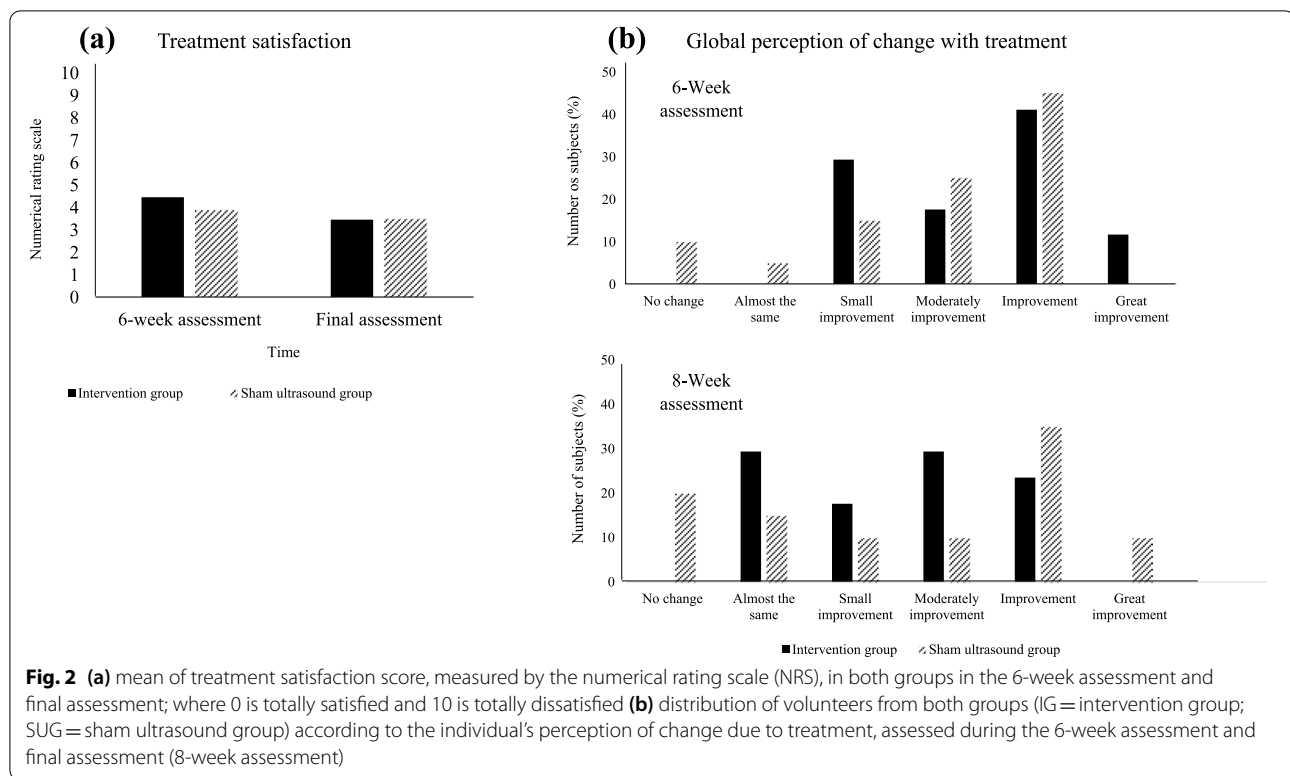 (a) Treatment satisfaction
10
9
8
7
6
5
4
3
2
1
0
Numerical rating scale
6-week assessment Final assessment
Time
Intervention group Sham ultrasound group
(b) Global perception of change with treatment
6-Week
assessment
50
40
30
20
10
0
Number os subjects (%)
No change Almost the Small Moderately Improvement Great
same improvement improvement improvement
8-Week
assessment
50
40
30
20
10
0
Number of subjects (%)
No change Almost the Small Moderately Improvement Great
same improvement improvement improvement
Intervention group Sham ultrasound group
Fig. 2 (a) mean of treatment satisfaction score, measured by the numerical rating scale (NRS), in both groups in the 6-week assessment and
final assessment; where 0 is totally satisfied and 10 is totally dissatisfied (b) distribution of volunteers from both groups (IG = intervention group;
SUG = sham ultrasound group) according to the individual's perception of change due to treatment, assessed during the 6-week assessment and
final assessment (8-week assessment)